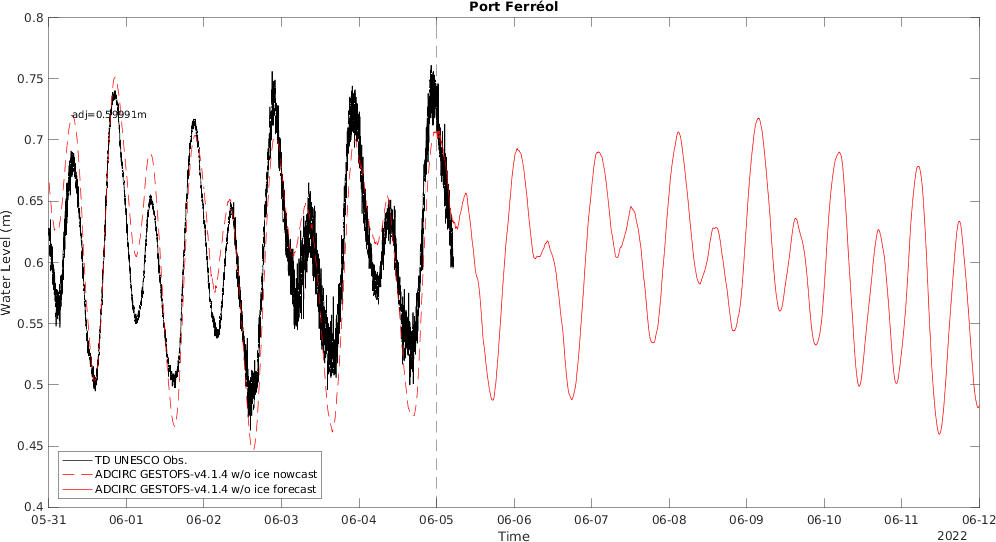 Port Ferréol
0.8
0.75
0.7
0.65
0.6
0.55
0.5
0.45
0.4
Water Level (m)
adj=0.59991m
TD UNESCO Obs.
ADCIRC GESTOFS-v4.1.4 w/o ice nowcast
ADCIRC GESTOFS-v4.1.4 w/o ice forecast
05-31 06-01 06-02 06-03 06-04 06-05 06-06 06-07 06-08 06-09 06-10 06-11 06-12
Time
2022